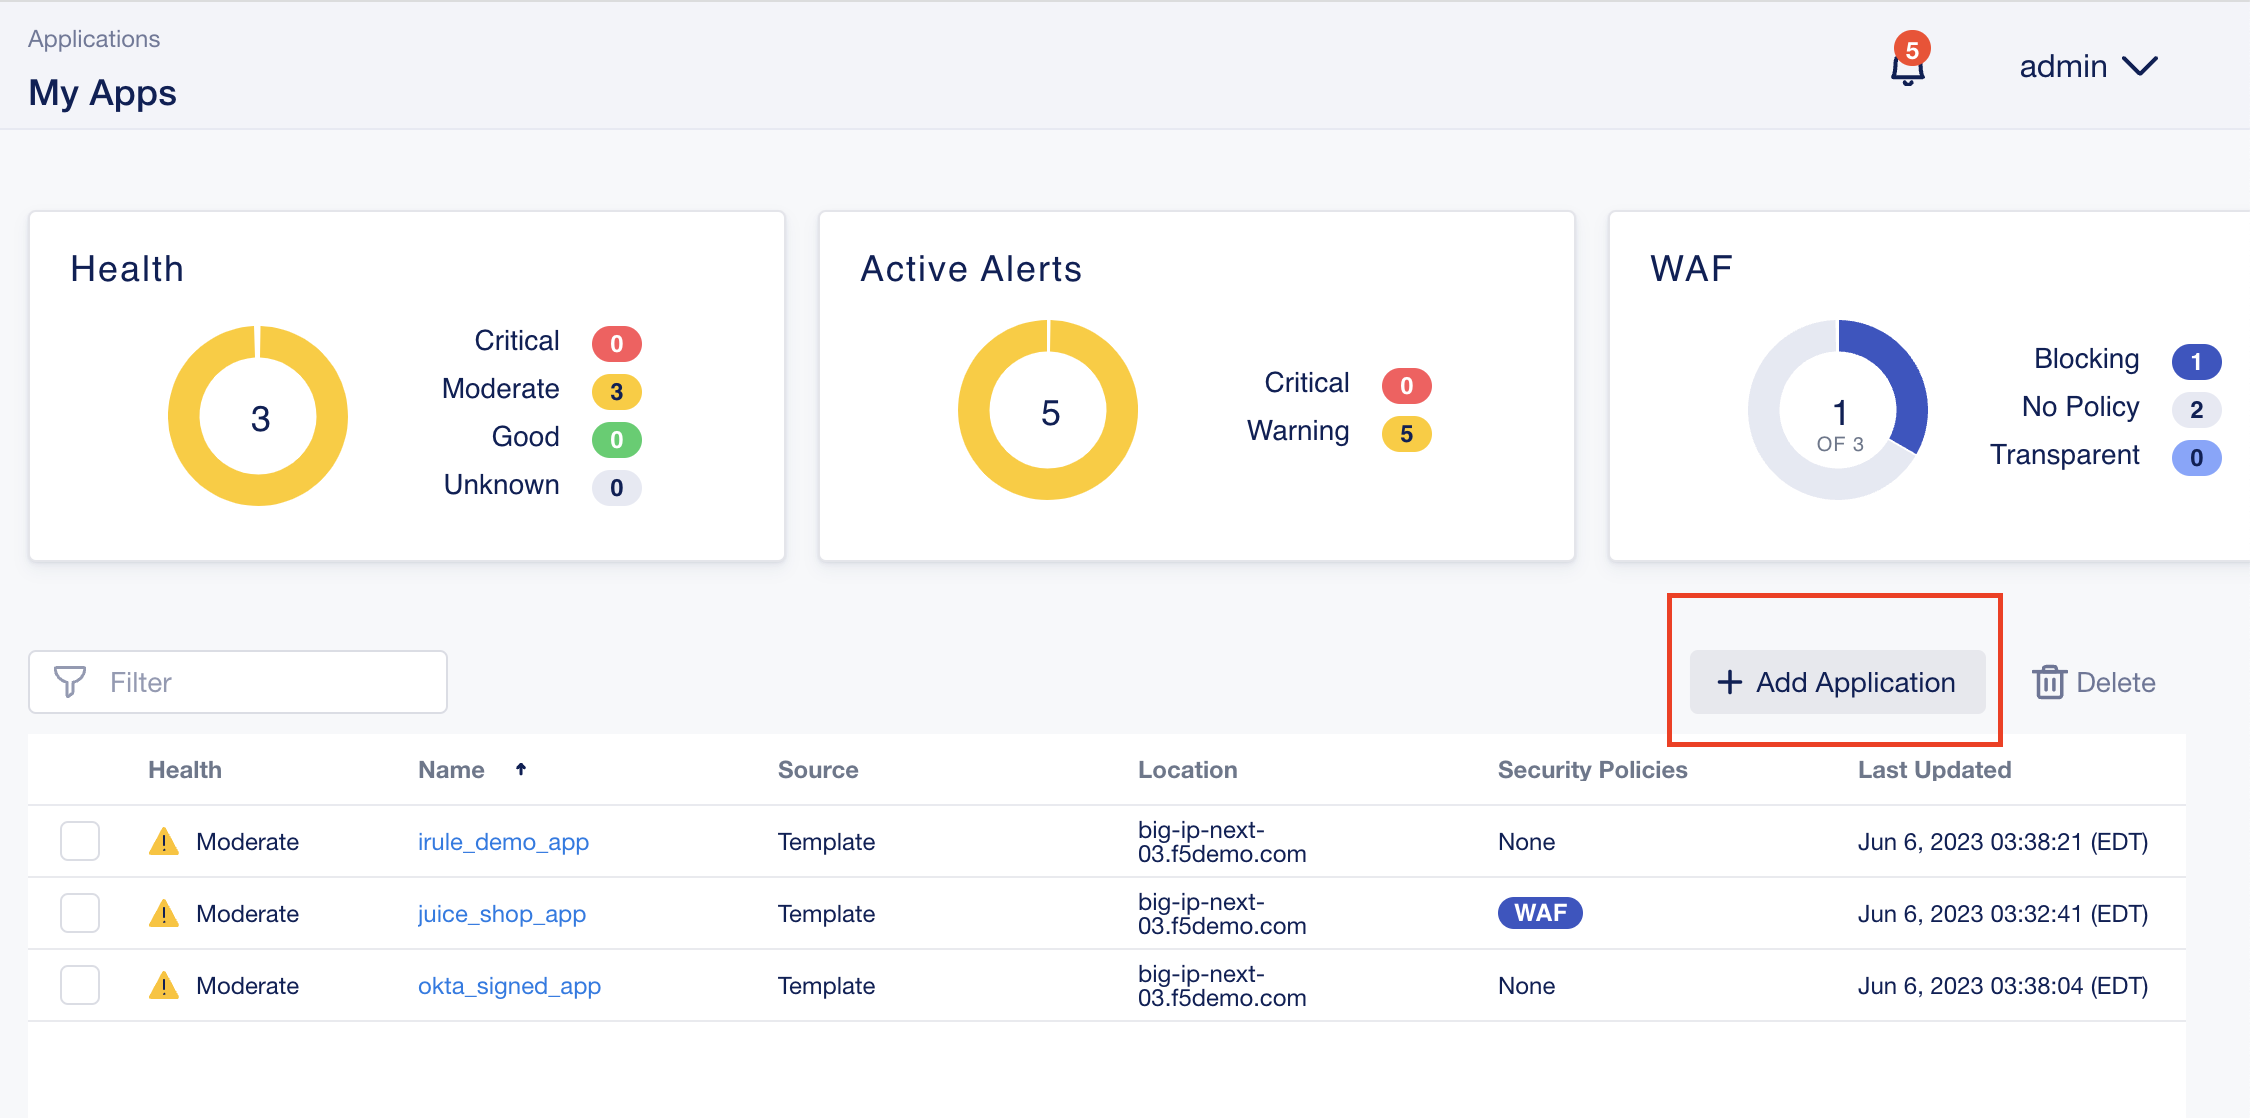 Applications
My Apps
5
admin
Health
3
Critical 0
Moderate 3
Good 0
Unknown 0
Active Alerts
5
Critical 0
Warning 5
WAF
1
OF 3
Blocking 1
No Policy 2
Transparent 0
Filter
+ Add Application
Delete
Health Name Source Location Security Policies Last Updated
Moderate irule_demo_app Template big-ip-next-
03.f5demo.com None Jun 6, 2023 03:38:21 (EDT)
Moderate juice_shop_app Template big-ip-next-
03.f5demo.com WAF Jun 6, 2023 03:32:41 (EDT)
Moderate okta_signed_app Template big-ip-next-
03.f5demo.com None Jun 6, 2023 03:38:04 (EDT)